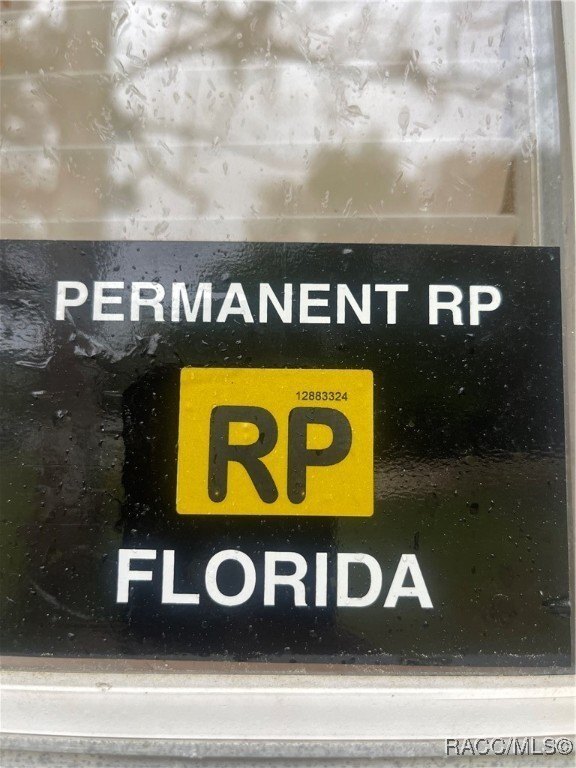 PERMANENT RP
12883324
RP
FLORIDA
RACC/MLS©